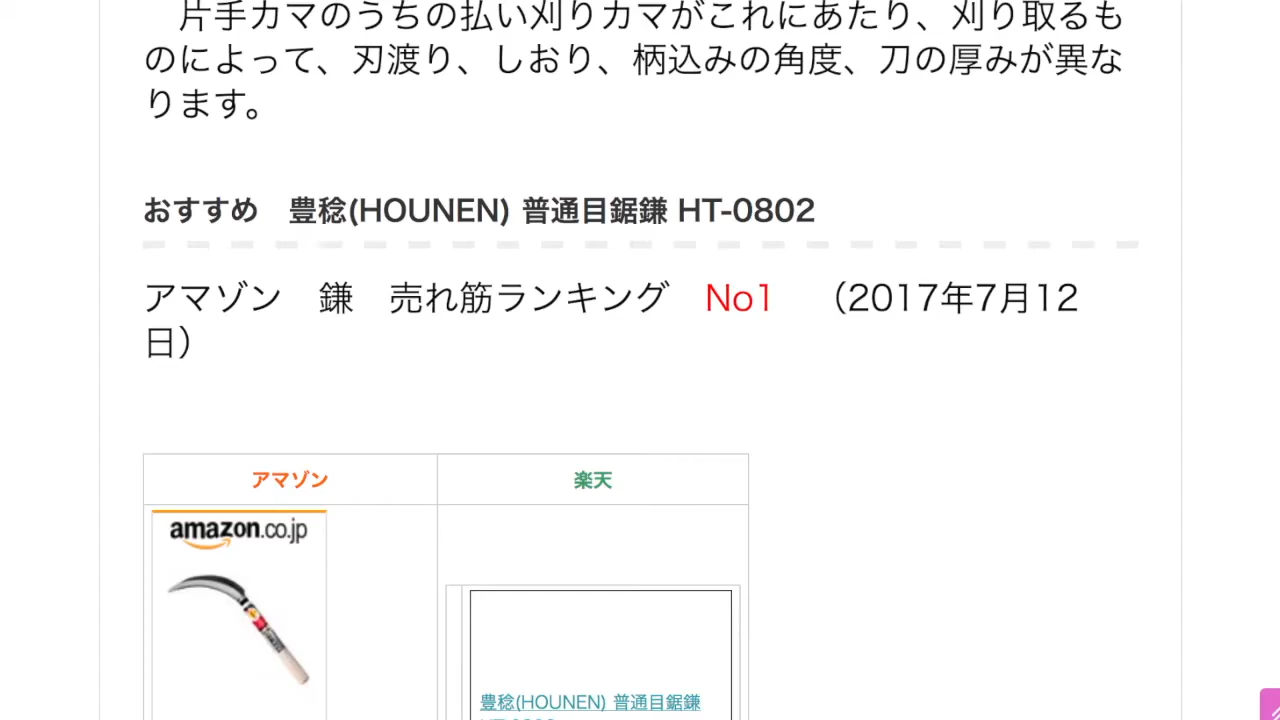 片手カマのうちの払い刈りカマがこれにあたり、刈り取るも
のによって、刃渡り、しおり、柄込みの角度、刀の厚みが異な
ります。
おすすめ　豊稔(HOUNEN) 普通目鋸鎌 HT-0802
アマゾン　鎌　売れ筋ランキング　No1　（2017年7月12
日）
アマゾン
楽天
amazon.co.jp
豊稔(HOUNEN) 普通目鋸鎌